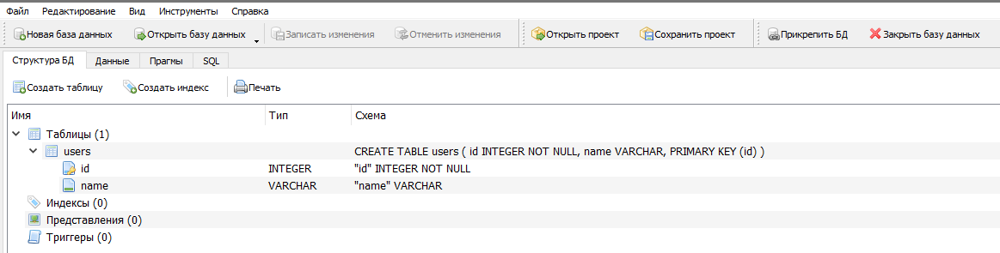 Файл Редактирование Вид Инструменты Справка
Новая база данных Открыть базу данных Записать изменения Отменить изменения Открыть проект Сохранить проект Прикрепить БД Закрыть базу данных
Структура БД Данные Прагмы SQL
Создать таблицу Создать индекс Печать
Имя Тип Схема
Таблицы (1)
users CREATE TABLE users ( id INTEGER NOT NULL, name VARCHAR, PRIMARY KEY (id) )
id INTEGER "id" INTEGER NOT NULL
name VARCHAR "name" VARCHAR
Индексы (0)
Представления (0)
Триггеры (0)